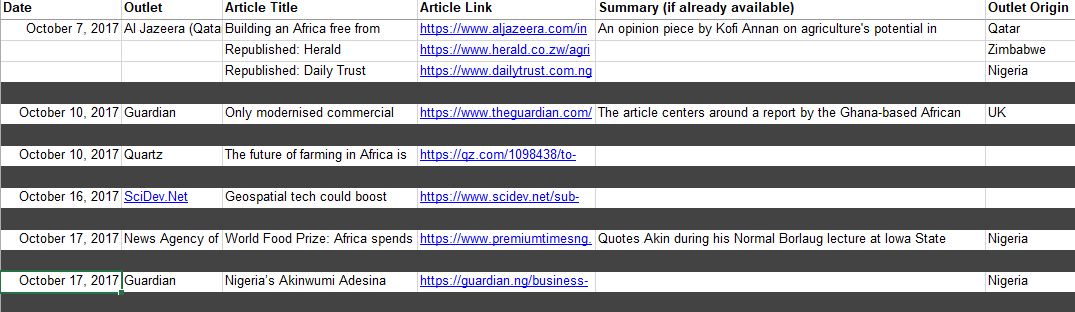 Date Outlet Article Title Article Link Summary (if already available) Outlet Origin
October 7, 2017 Al Jazeera (Qata Building an Africa free from https://www.aljazeera.com/in An opinion piece by Kofi Annan on agriculture's potential in Qatar
Republished: Herald https://www.herald.co.zw/agri Zimbabwe
Republished: Daily Trust https://www.dailytrust.com.ng Nigeria
October 10, 2017 Guardian Only modernised commercial https://www.theguardian.com/ The article centers around a report by the Ghana-based African UK
October 10, 2017 Quartz The future of farming in Africa is https://qz.com/1098438/to-
October 16, 2017 SciDev.Net Geospatial tech could boost https://www.scidev.net/sub-
October 17, 2017 News Agency of World Food Prize: Africa spends https://www.premiumtimesng. Quotes Akin during his Normal Borlaug lecture at Iowa State Nigeria
October 17, 2017 Guardian Nigeria's Akinwumi Adesina https://guardian.ng/business- Nigeria